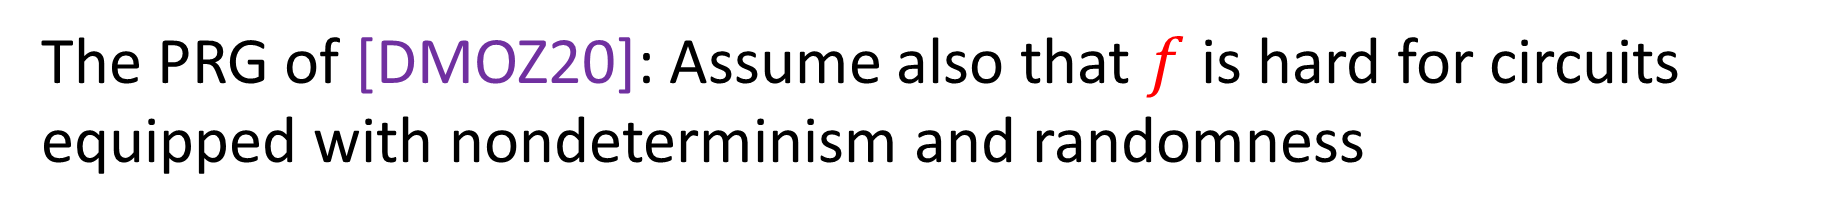 The PRG of [DMOZ20]: Assume also that f is hard for circuits
equipped with nondeterminism and randomness